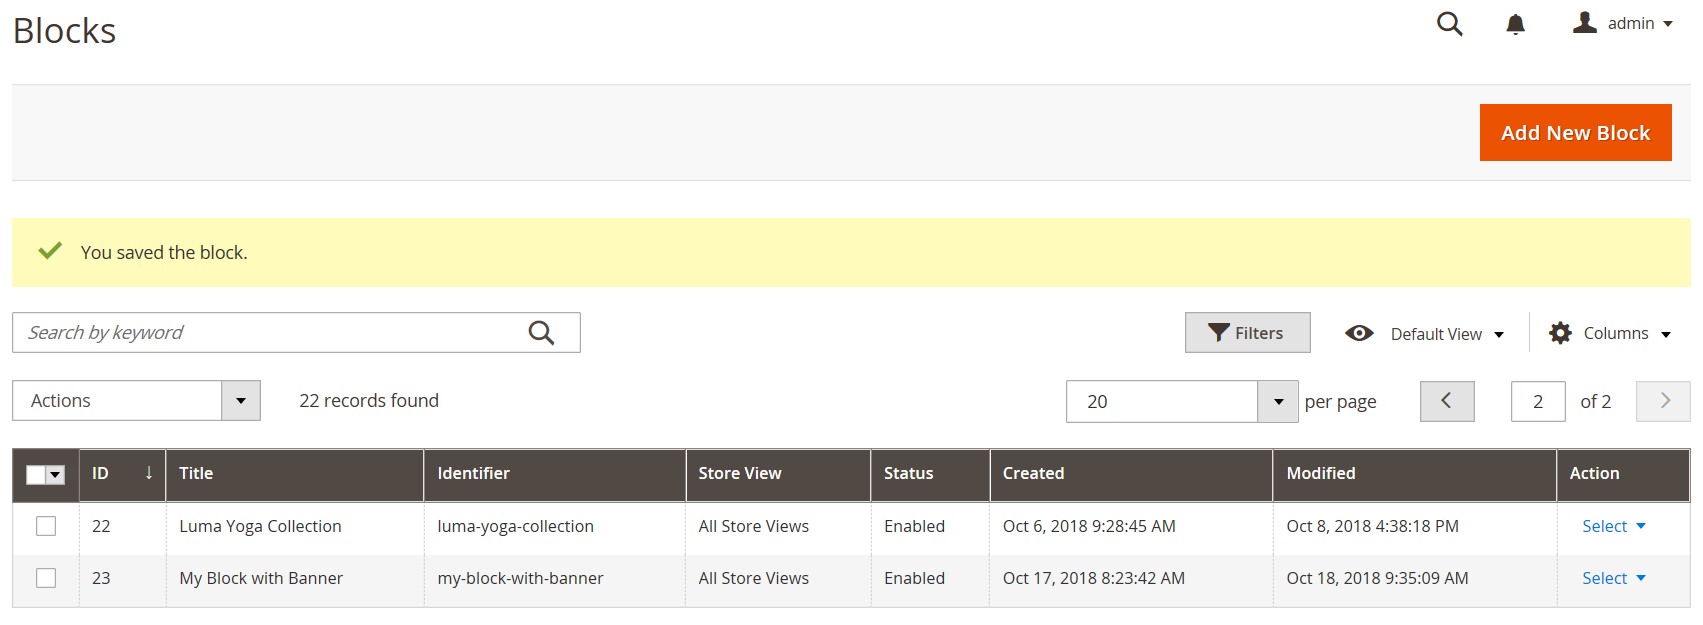 Blocks
admin
Add New Block
You saved the block.
Search by keyword
Filters
Default View
Columns
Actions
22 records found
20
per page
2
of 2
ID ↓ Title Identifier Store View Status Created Modified Action
22 Luma Yoga Collection luma-yoga-collection All Store Views Enabled Oct 6, 2018 9:28:45 AM Oct 8, 2018 4:38:18 PM Select
23 My Block with Banner my-block-with-banner All Store Views Enabled Oct 17, 2018 8:23:42 AM Oct 18, 2018 9:35:09 AM Select